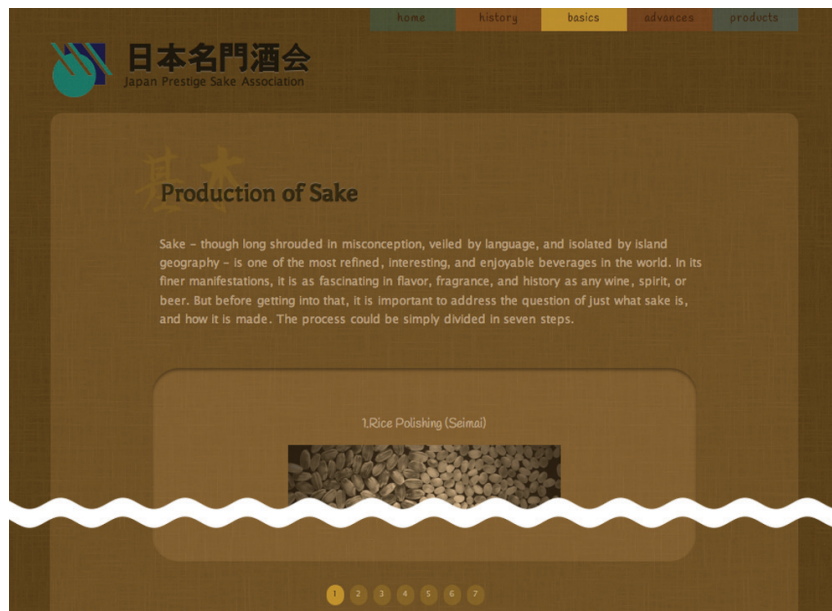 home history basics advances products
日本名門酒会
Japan Prestige Sake Association
基本
Production of Sake
Sake – though long shrouded in misconception, veiled by language, and isolated by island
geography – is one of the most refined, interesting, and enjoyable beverages in the world. In its
finer manifestations, it is as fascinating in flavor, fragrance, and history as any wine, spirit, or
beer. But before getting into that, it is important to address the question of just what sake is,
and how it is made. The process could be simply divided in seven steps.
1.Rice Polishing (Seimai)
1 2 3 4 5 6 7